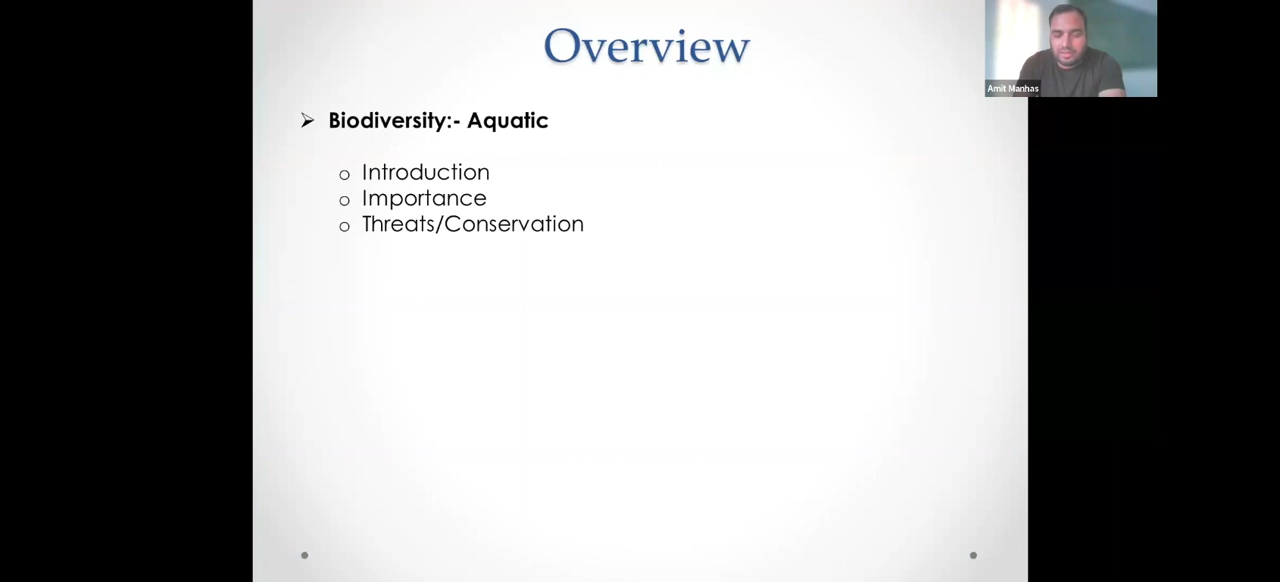 Overview
Amit Manhas
➢ Biodiversity:- Aquatic
o Introduction
o Importance
o Threats/Conservation